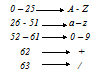 0 – 25 ⟶ A - Z
26 - 51 ⟶ a – z
52 – 61 ⟶ 0 – 9
62 ⟶ +
63 ⟶ /